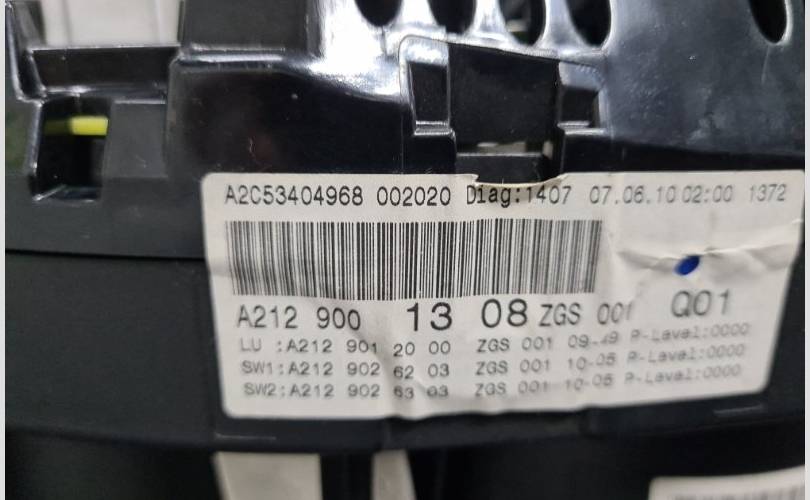 A2C53404968 002020 Diag:1407 07.06.10 02:00 1372
A212 900 13 08 ZGS 001 Q01
LU :A212 901 20 00 ZGS 001 09-49 P-Level:0000
SW1:A212 902 62 03 ZGS 001 10-05 P-Level:0000
SW2:A212 902 63 03 ZGS 001 10-05 P-Level:0000